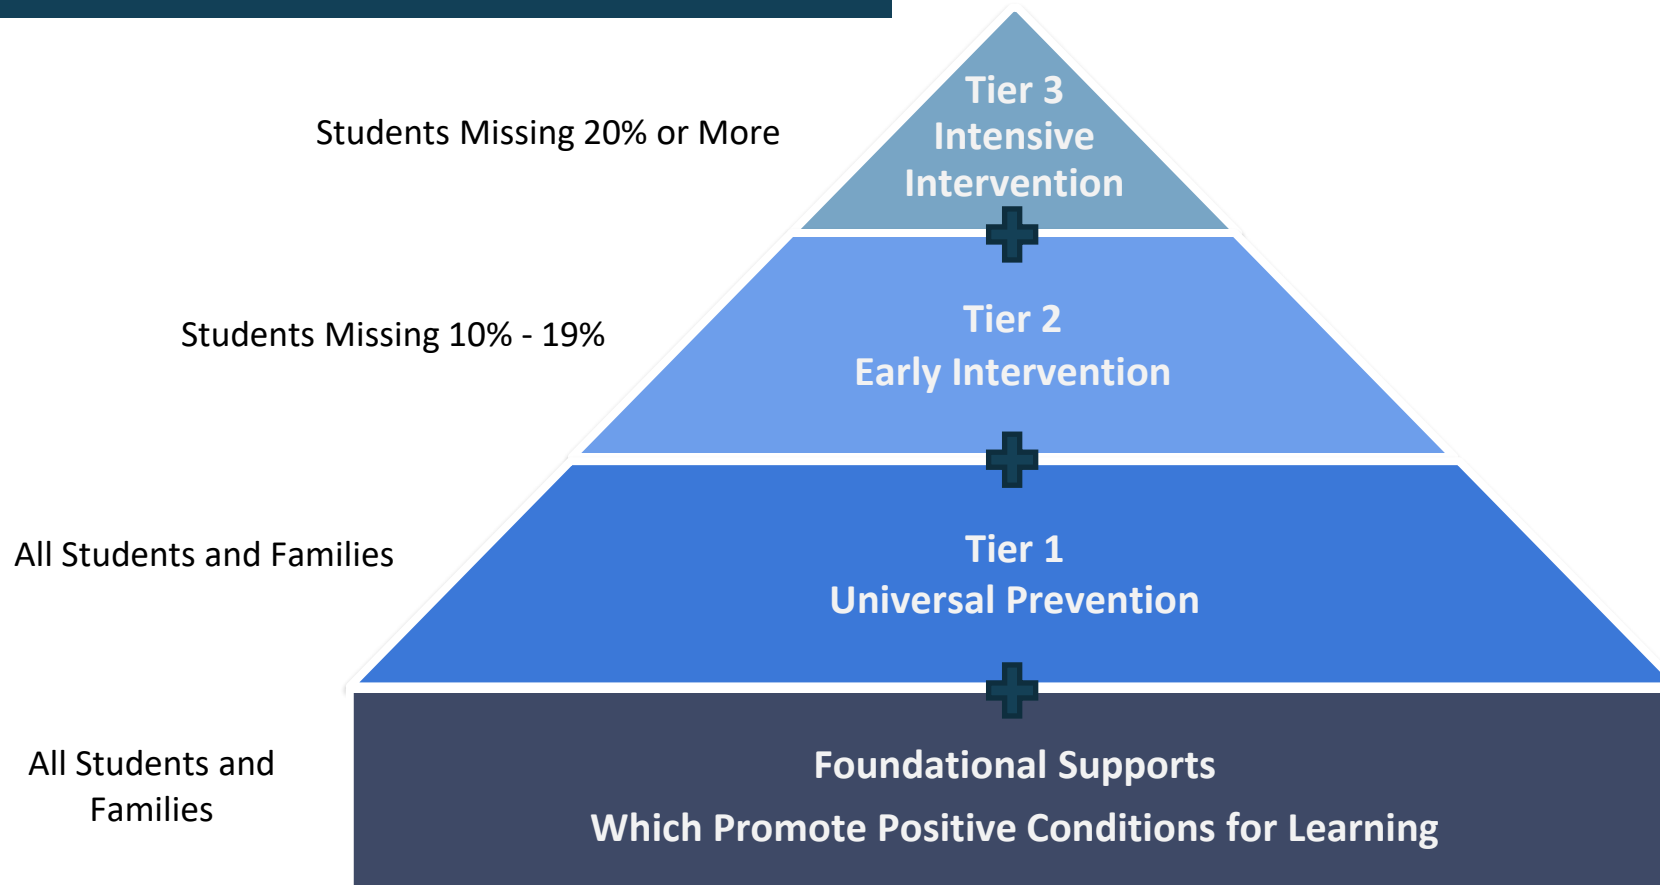 Tier 3
Intensive
Intervention
Students Missing 20% or More
Tier 2
Early Intervention
Students Missing 10% - 19%
Tier 1
Universal Prevention
All Students and Families
Foundational Supports
Which Promote Positive Conditions for Learning
All Students and
Families